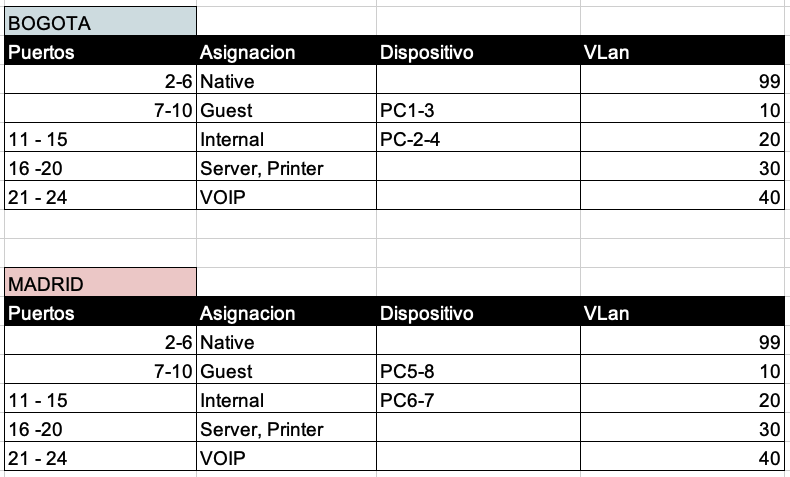 BOGOTA
Puertos Asignacion Dispositivo VLan
2-6 Native 99
7-10 Guest PC1-3 10
11 - 15 Internal PC-2-4 20
16 -20 Server, Printer 30
21 - 24 VOIP 40
MADRID
Puertos Asignacion Dispositivo VLan
2-6 Native 99
7-10 Guest PC5-8 10
11 - 15 Internal PC6-7 20
16 -20 Server, Printer 30
21 - 24 VOIP 40